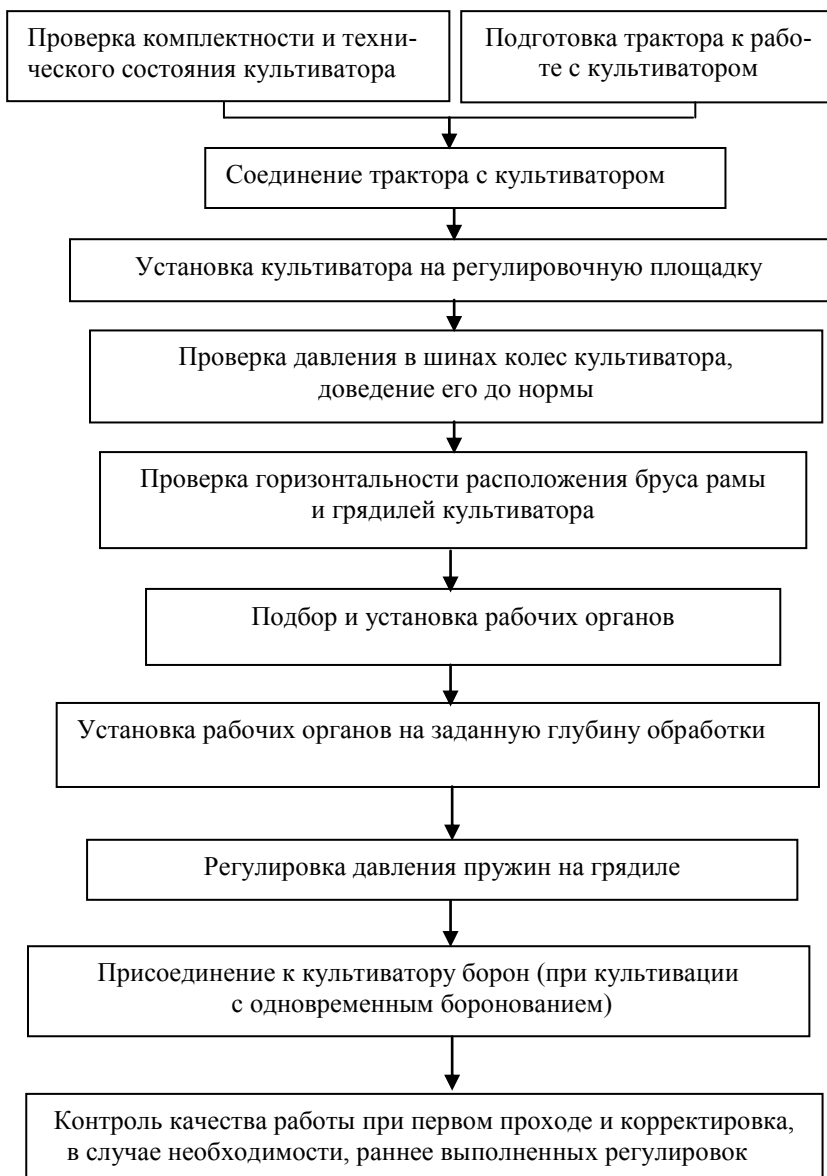 Проверка комплектности и техни-
ческого состояния культиватора
Подготовка трактора к рабо-
те с культиватором
Соединение трактора с культиватором
Установка культиватора на регулировочную площадку
Проверка давления в шинах колес культиватора,
доведение его до нормы
Проверка горизонтальности расположения бруса рамы
и грядилей культиватора
Подбор и установка рабочих органов
Установка рабочих органов на заданную глубину обработки
Регулировка давления пружин на грядиле
Присоединение к культиватору борон (при культивации
с одновременным боронованием)
Контроль качества работы при первом проходе и корректировка,
в случае необходимости, раннее выполненных регулировок